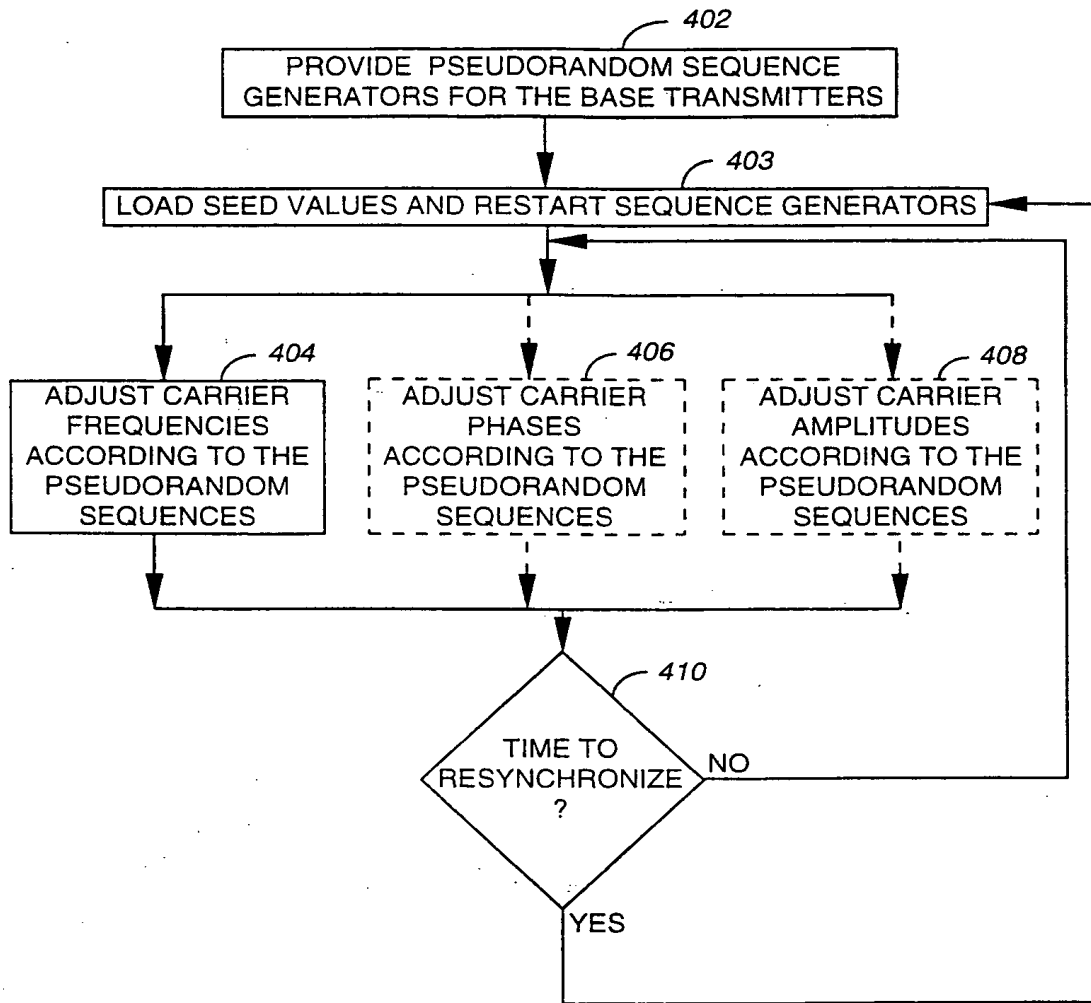 402
PROVIDE PSEUDORANDOM SEQUENCE
GENERATORS FOR THE BASE TRANSMITTERS
403
LOAD SEED VALUES AND RESTART SEQUENCE GENERATORS
404
ADJUST CARRIER
FREQUENCIES
ACCORDING TO THE
PSEUDORANDOM
SEQUENCES
406
ADJUST CARRIER
PHASES
ACCORDING TO THE
PSEUDORANDOM
SEQUENCES
408
ADJUST CARRIER
AMPLITUDES
ACCORDING TO THE
PSEUDORANDOM
SEQUENCES
410
TIME TO
RESYNCHRONIZE
?
NO
YES